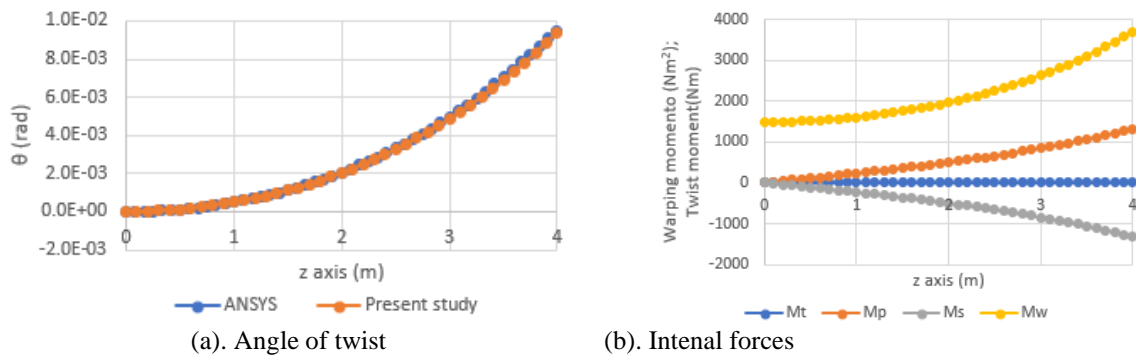 1.0E-02
8.0E-03
6.0E-03
4.0E-03
2.0E-03
0.0E+00
-2.0E-03
θ (rad)
0 1 2 3 4
z axis (m)
ANSYS Present study
(a). Angle of twist
4000
3000
2000
1000
0
-1000
-2000
Warping momento (Nm²);
Twist moment(Nm)
0 1 2 3 4
z axis (m)
Mt Mp Ms Mw
(b). Intenal forces